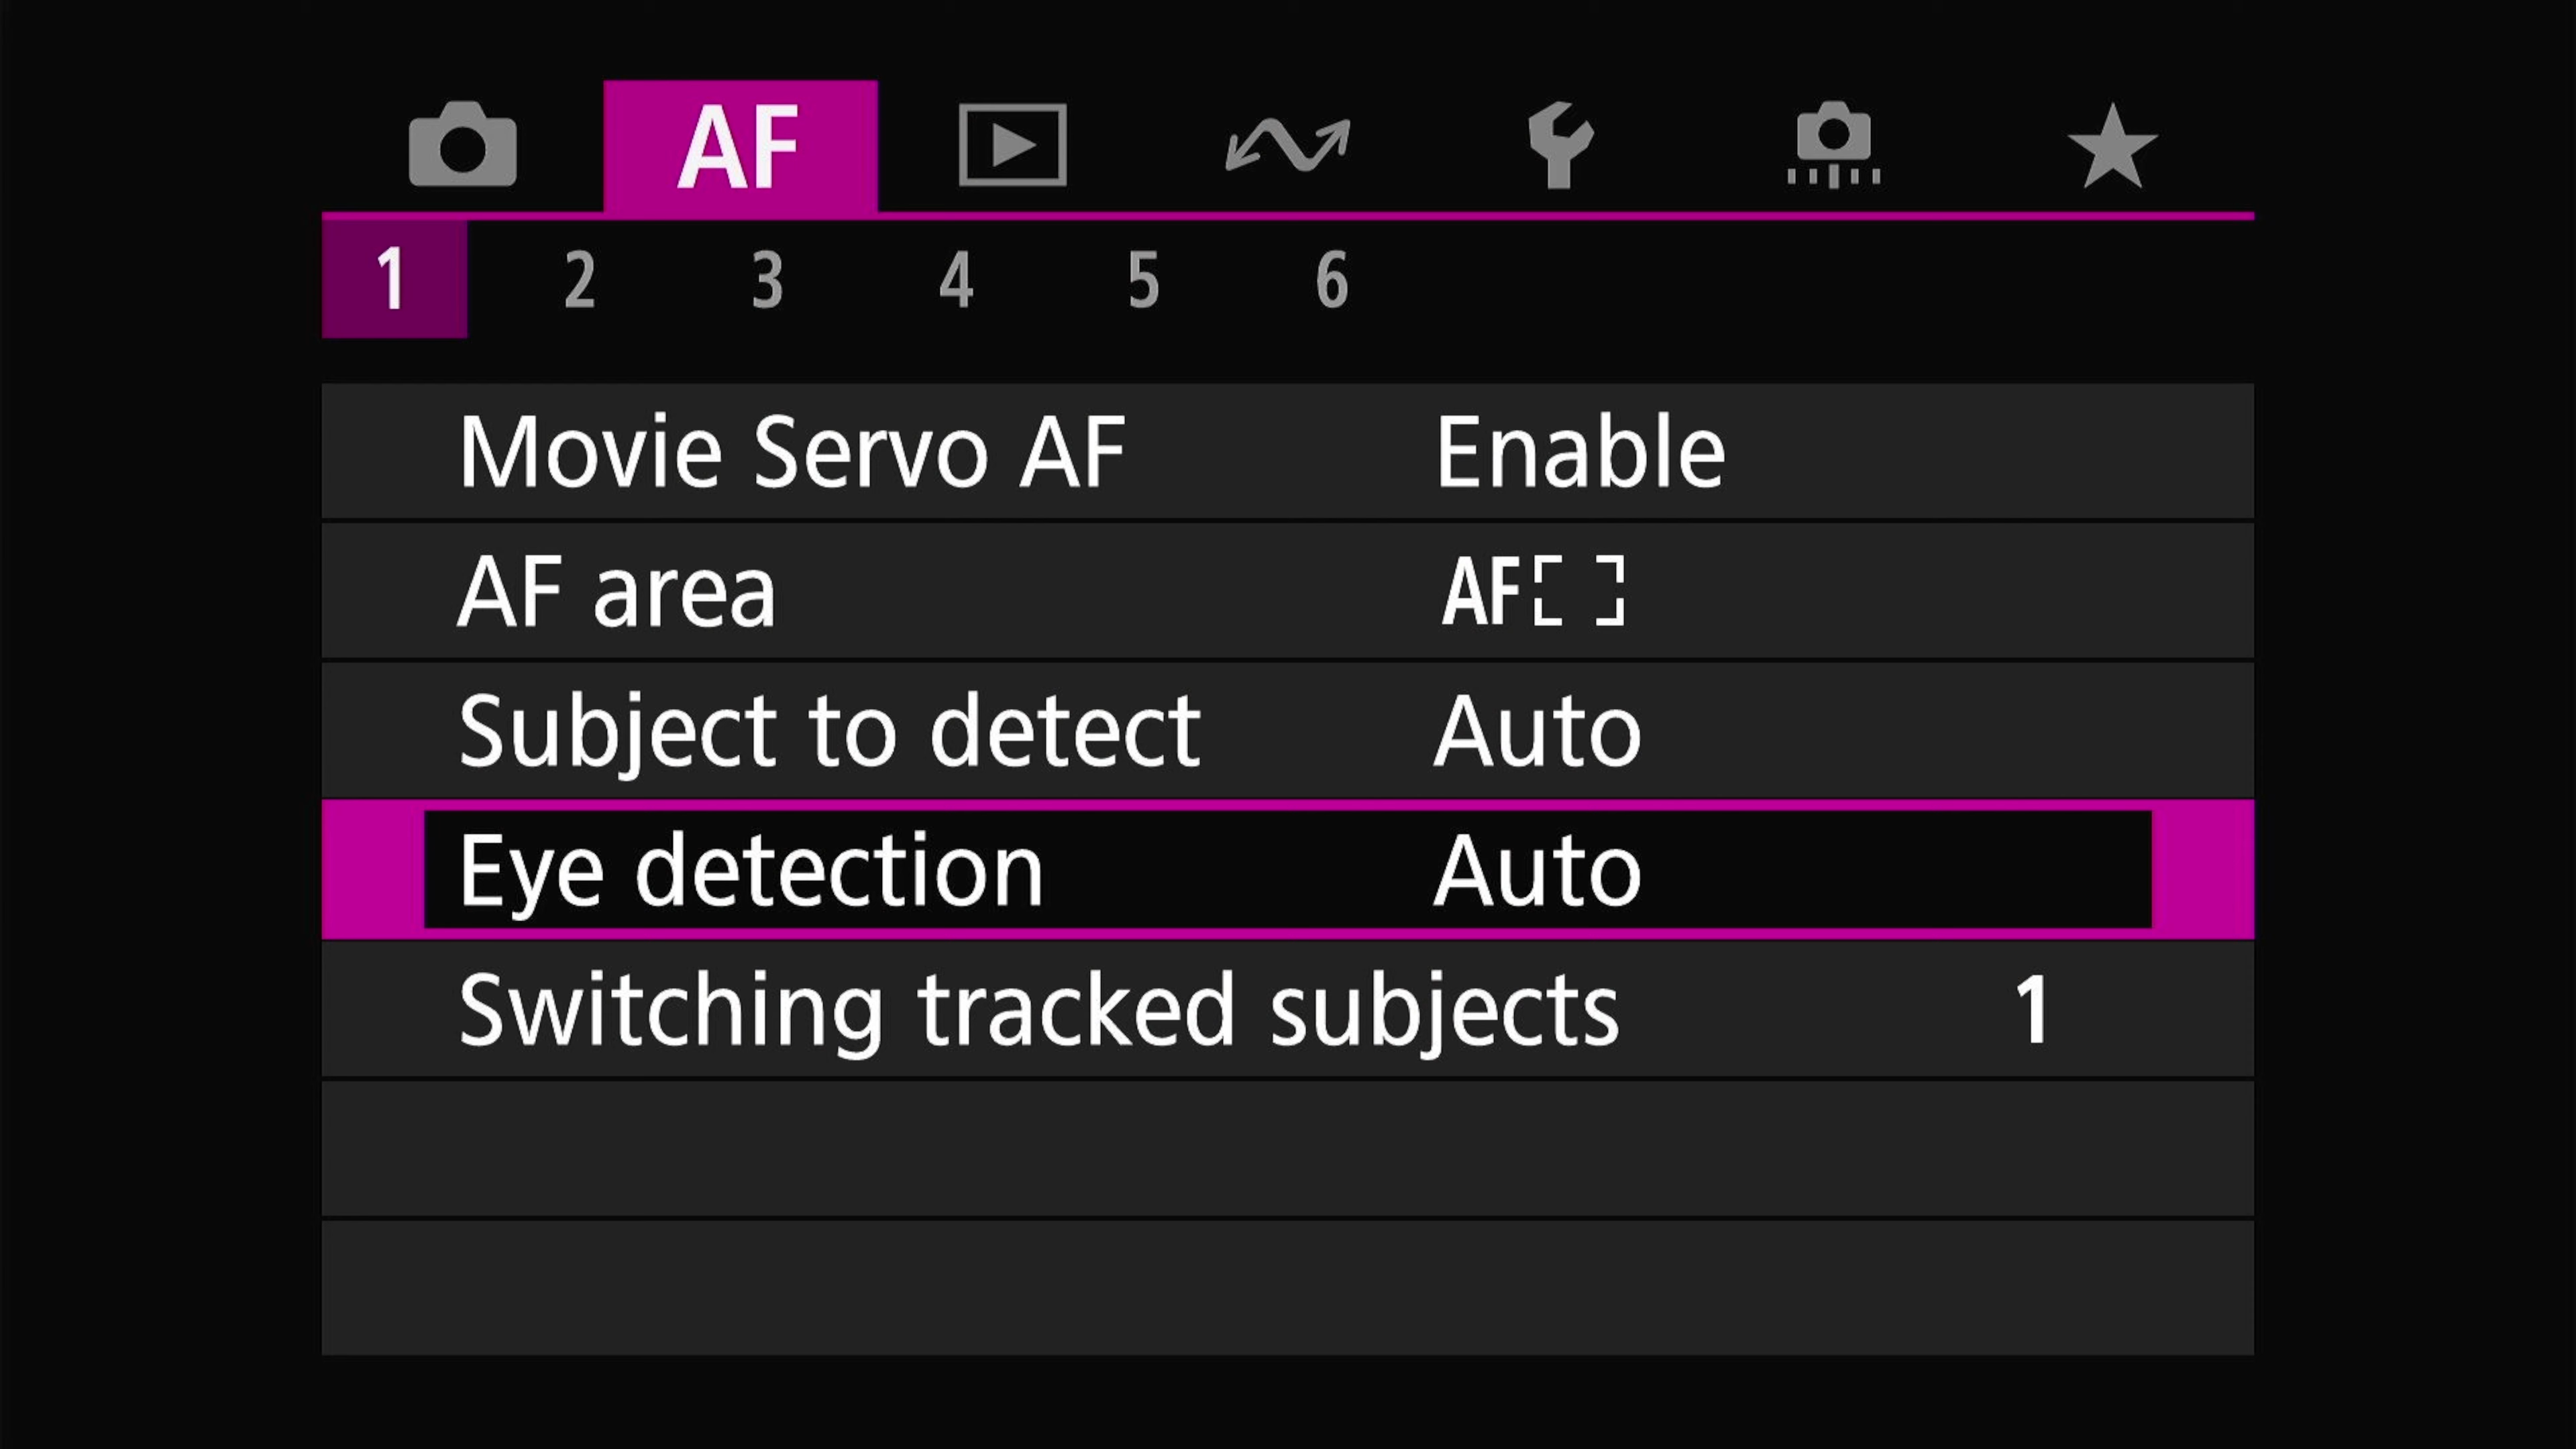 AF
1 2 3 4 5 6
Movie Servo AF Enable
AF area AF
Subject to detect Auto
Eye detection Auto
Switching tracked subjects 1